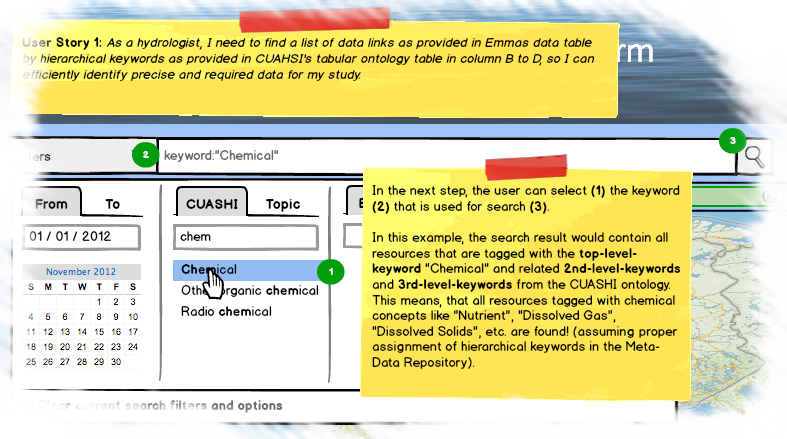 User Story 1: As a hydrologist, I need to find a list of data links as provided in Emmas data table
by hierarchical keywords as provided in CUAHSI's tabular ontology table in column B to D, so I can
efficiently identify precise and required data for my study.
rm
ers
2
keyword:"Chemical"
3
From To
CUASHI Topic
01 / 01 / 2012
chem
November 2012
S M T W T F S
1 2 3
4 5 6 7 8 9 10
11 12 13 14 15 16 17
18 19 20 21 22 23 24
25 26 27 28 29 30
Chemical
1
organic chemical
Radio chemical
In the next step, the user can select (1) the keyword
(2) that is used for search (3).
In this example, the search result would contain all
resources that are tagged with the top-level-
keyword "Chemical" and related 2nd-level-keywords
and 3rd-level-keywords from the CUASHI ontology.
This means, that all resources tagged with chemical
concepts like "Nutrient", "Dissolved Gas",
"Dissolved Solids", etc. are found! (assuming proper
assignment of hierarchical keywords in the Meta-
Data Repository).
Clear current search filters and options